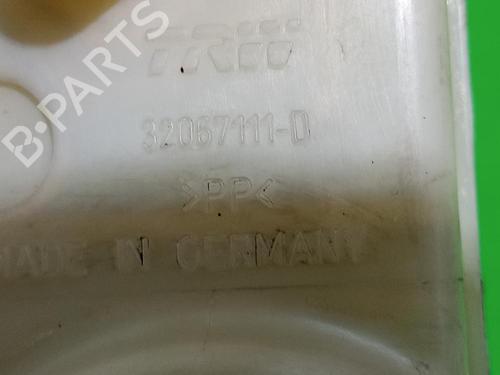 B-PARTS
TRW
32067111-D
>PP<
MADE IN GERMANY